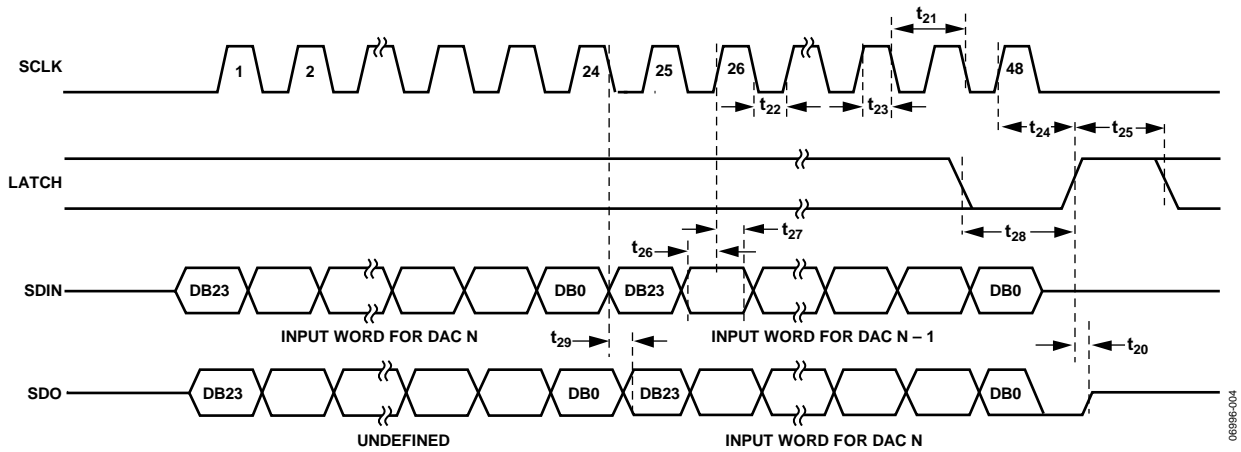 t21
SCLK
1
2
24
25
26
48
t22
t23
t24
t25
LATCH
t28
t27
t26
SDIN
DB23
DB0
DB23
DB0
INPUT WORD FOR DAC N
INPUT WORD FOR DAC N – 1
t29
t20
SDO
DB23
DB0
DB23
DB0
UNDEFINED
INPUT WORD FOR DAC N
06996-004